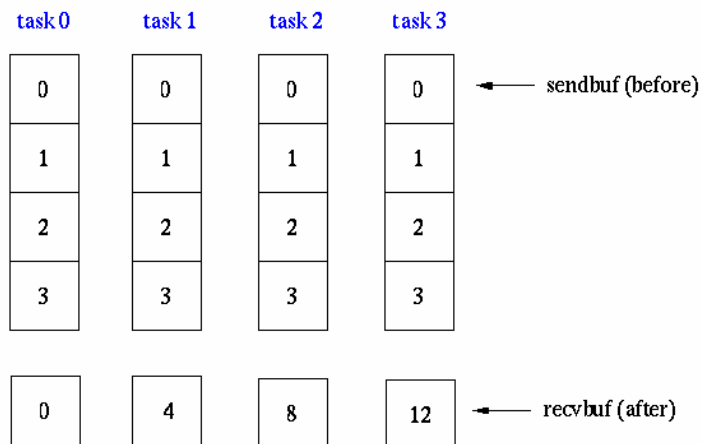 task 0 task 1 task 2 task 3
0 0 0 0 sendbuf (before)
1 1 1 1
2 2 2 2
3 3 3 3
0 4 8 12 recvbuf (after)